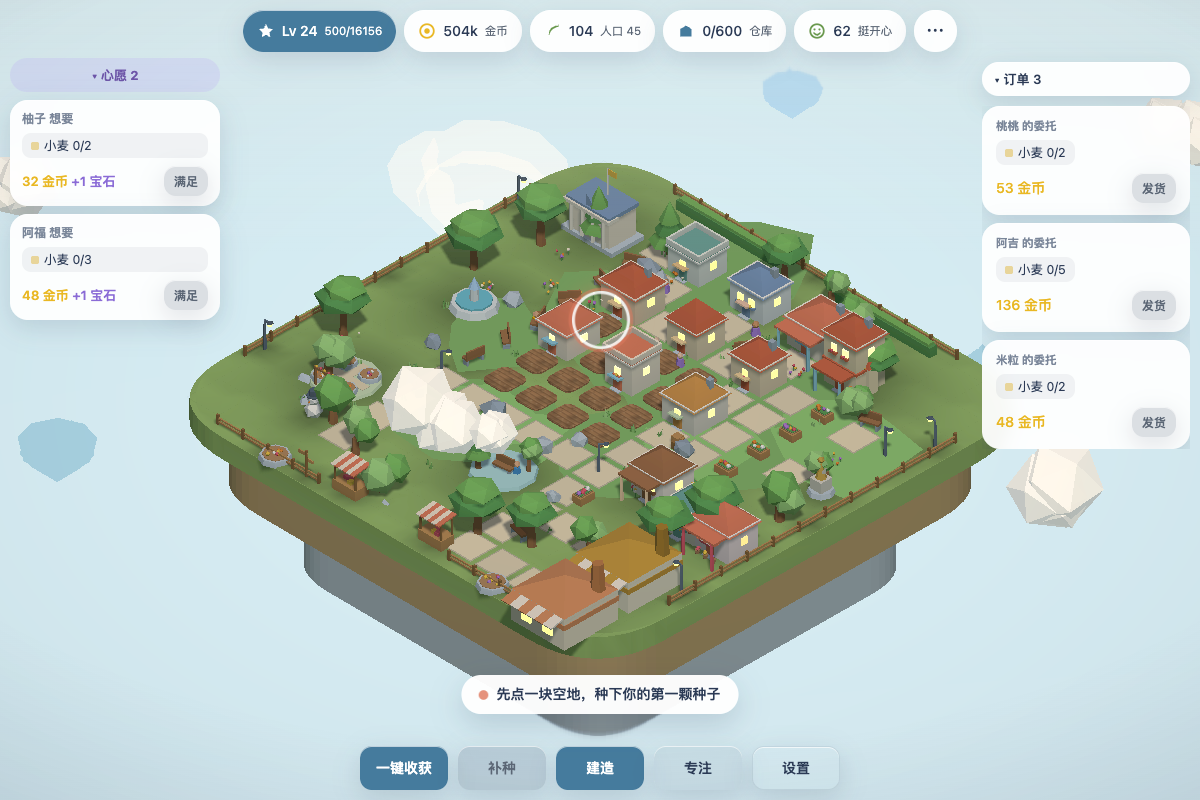 Lv 24 500/16156
504k 金币
104 人口 45
0/600 仓库
62 挺开心
心愿 2
柚子 想要
小麦 0/2
32 金币 +1 宝石
满足
阿福 想要
小麦 0/3
48 金币 +1 宝石
满足
订单 3
桃桃 的委托
小麦 0/2
53 金币
发货
阿吉 的委托
小麦 0/5
136 金币
发货
米粒 的委托
小麦 0/2
48 金币
发货
先点一块空地，种下你的第一颗种子
一键收获
补种
建造
专注
设置